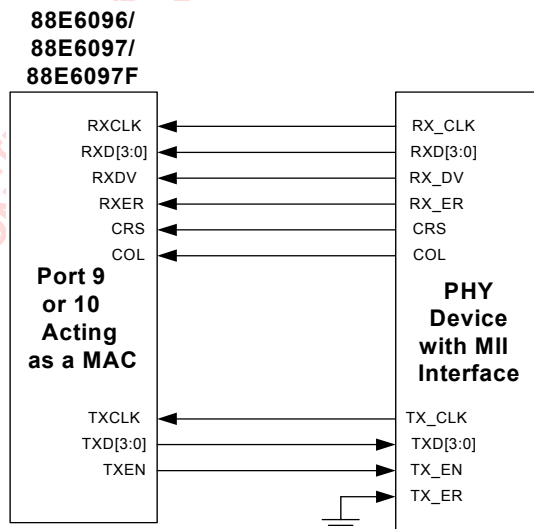 88E6096/
88E6097/
88E6097F
RXCLK RX_CLK
RXD[3:0] RXD[3:0]
RXDV RX_DV
RXER RX_ER
CRS CRS
COL COL
Port 9
or 10
Acting
as a MAC
PHY
Device
with MII
Interface
TXCLK TX_CLK
TXD[3:0] TXD[3:0]
TXEN TX_EN
TX_ER